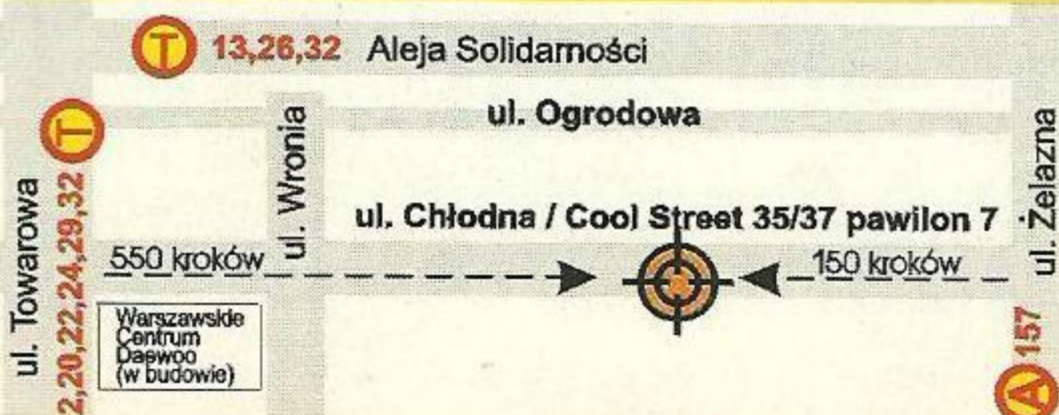 T 13,26,32 Aleja Solidarności
T
2,20,22,24,29,32
ul. Towarowa
ul. Wronia
ul. Ogrodowa
ul. Chłodna / Cool Street 35/37 pawilon 7
ul. Żelazna
550 kroków
150 kroków
Warszawskie
Centrum
Daewoo
(w budowie)
157
A